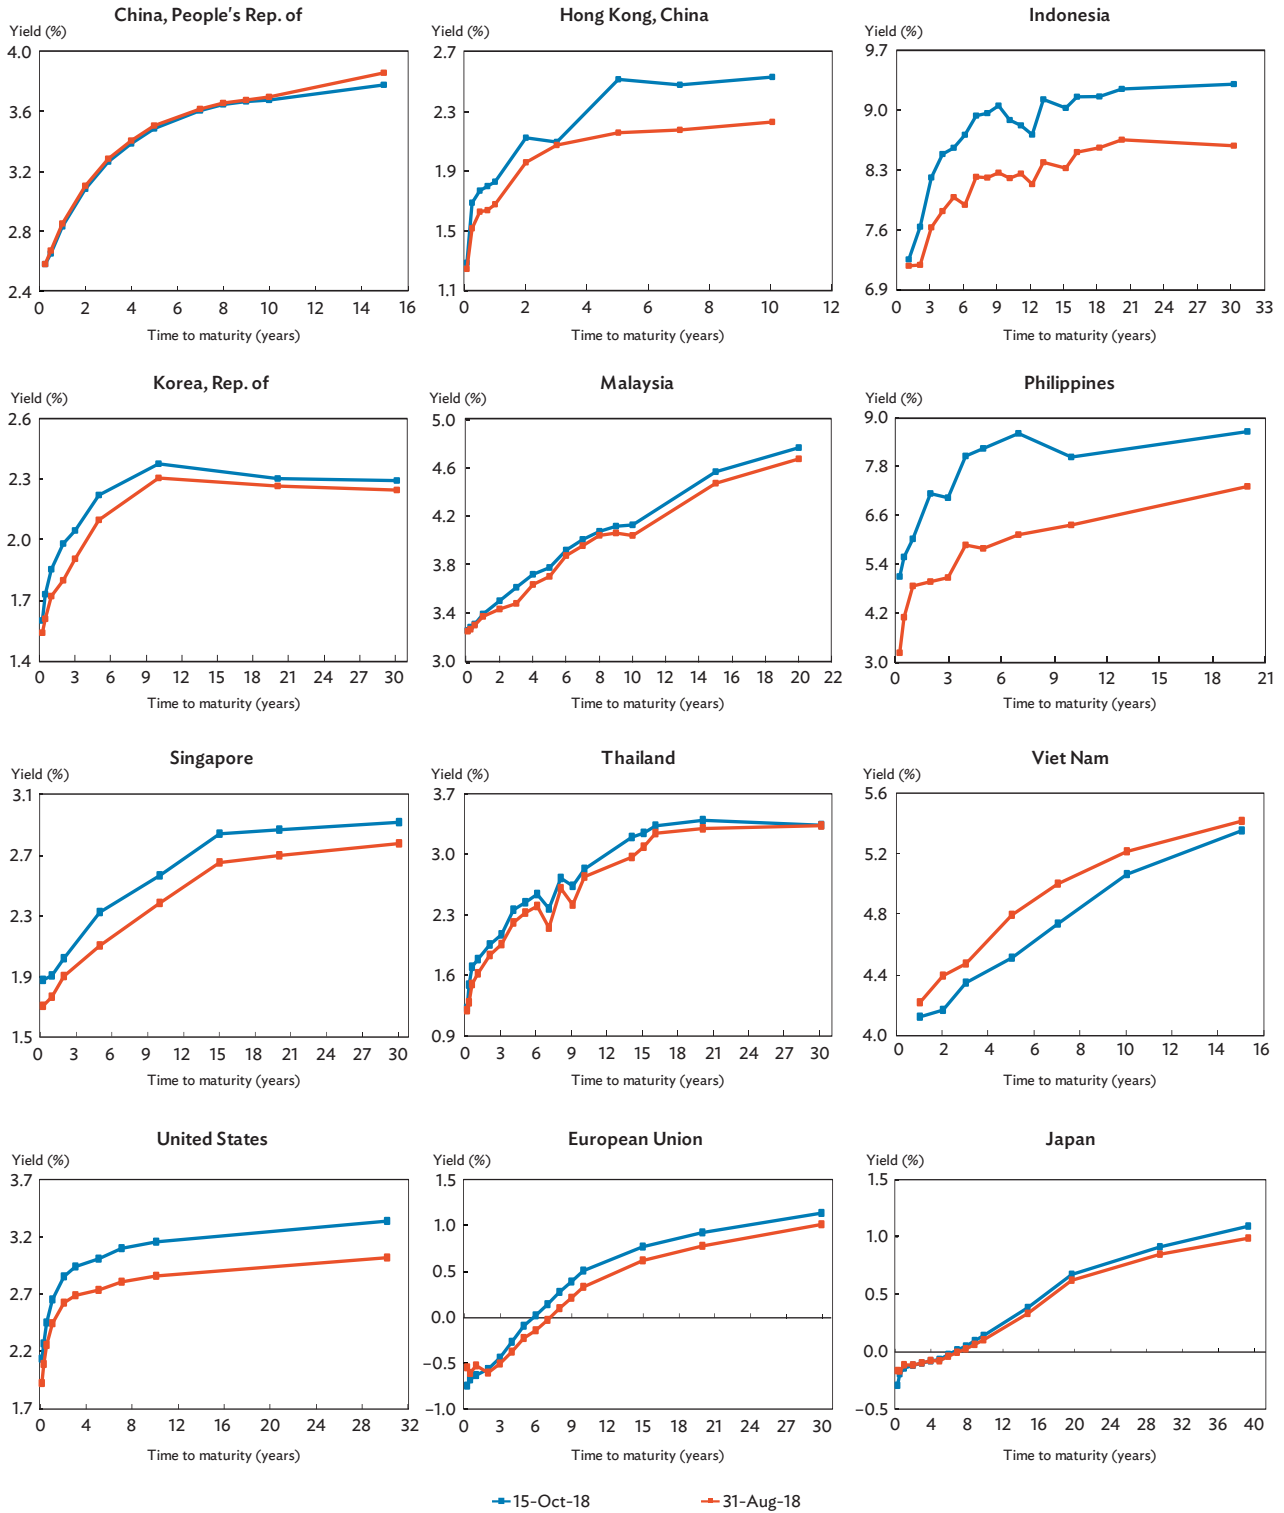 China, People's Rep. of
Yield (%)
4.0
3.6
3.2
2.8
2.4
0 2 4 6 8 10 12 14 16
Time to maturity (years)
Hong Kong, China
Yield (%)
2.7
2.3
1.9
1.5
1.1
0 2 4 6 8 10 12
Time to maturity (years)
Indonesia
Yield (%)
9.7
9.0
8.3
7.6
6.9
0 3 6 9 12 15 18 21 24 27 30 33
Time to maturity (years)
Korea, Rep. of
Yield (%)
2.6
2.3
2.0
1.7
1.4
0 3 6 9 12 15 18 21 24 27 30
Time to maturity (years)
Malaysia
Yield (%)
5.0
4.6
4.2
3.8
3.4
3.0
0 2 4 6 8 10 12 14 16 18 20 22
Time to maturity (years)
Philippines
Yield (%)
9.0
7.8
6.6
5.4
4.2
3.0
0 3 6 9 12 15 18 21
Time to maturity (years)
Singapore
Yield (%)
3.1
2.7
2.3
1.9
1.5
0 3 6 9 12 15 18 21 24 27 30
Time to maturity (years)
Thailand
Yield (%)
3.7
3.0
2.3
1.6
0.9
0 3 6 9 12 15 18 21 24 27 30
Time to maturity (years)
Viet Nam
Yield (%)
5.6
5.2
4.8
4.4
4.0
0 2 4 6 8 10 12 14 16
Time to maturity (years)
United States
Yield (%)
3.7
3.2
2.7
2.2
1.7
0 4 8 12 16 20 24 28 32
Time to maturity (years)
European Union
Yield (%)
1.5
1.0
0.5
0.0
–0.5
–1.0
0 3 6 9 12 15 18 21 24 27 30
Time to maturity (years)
Japan
Yield (%)
1.5
1.0
0.5
0.0
–0.5
0 4 8 12 16 20 24 28 32 36 40
Time to maturity (years)
15-Oct-18 31-Aug-18